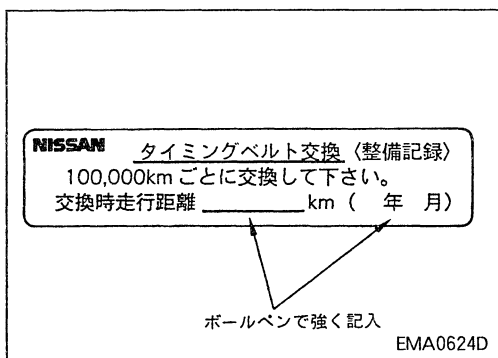 NISSAN タイミングベルト交換〈整備記録〉
100,000kmごとに交換して下さい。
交換時走行距離 ________ km ( 年 月)
ボールペンで強く記入
EMA0624D